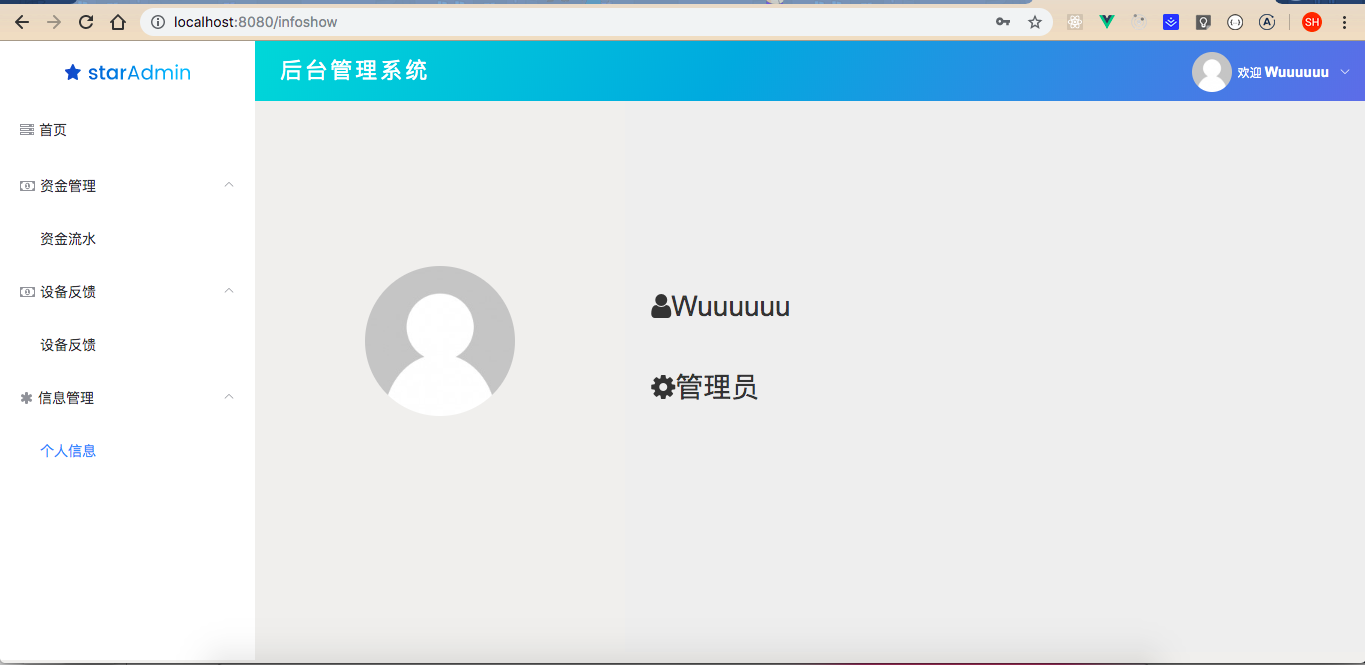 localhost:8080/infoshow
SH
starAdmin
后台管理系统
欢迎 Wuuuuuu
首页
资金管理
资金流水
设备反馈
设备反馈
信息管理
个人信息
Wuuuuuu
管理员